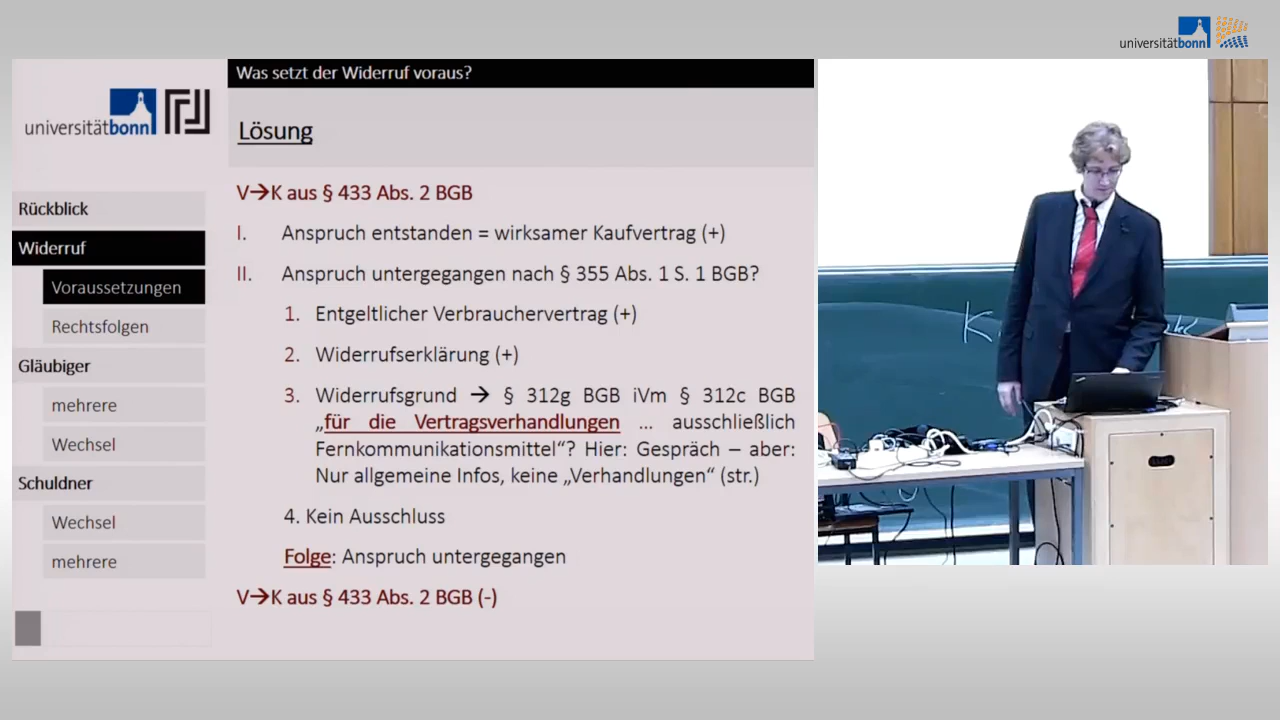 universitätbonn
Was setzt der Widerruf voraus?
universitätbonn
Lösung
Rückblick
Widerruf
Voraussetzungen
Rechtsfolgen
Gläubiger
mehrere
Wechsel
Schuldner
Wechsel
mehrere
V→K aus § 433 Abs. 2 BGB
I. Anspruch entstanden = wirksamer Kaufvertrag (+)
II. Anspruch untergegangen nach § 355 Abs. 1 S. 1 BGB?
1. Entgeltlicher Verbrauchervertrag (+)
2. Widerrufserklärung (+)
3. Widerrufsgrund → § 312g BGB iVm § 312c BGB
„für die Vertragsverhandlungen ... ausschließlich
Fernkommunikationsmittel“? Hier: Gespräch – aber:
Nur allgemeine Infos, keine „Verhandlungen“ (str.)
4. Kein Ausschluss
Folge: Anspruch untergegangen
V→K aus § 433 Abs. 2 BGB (-)
K